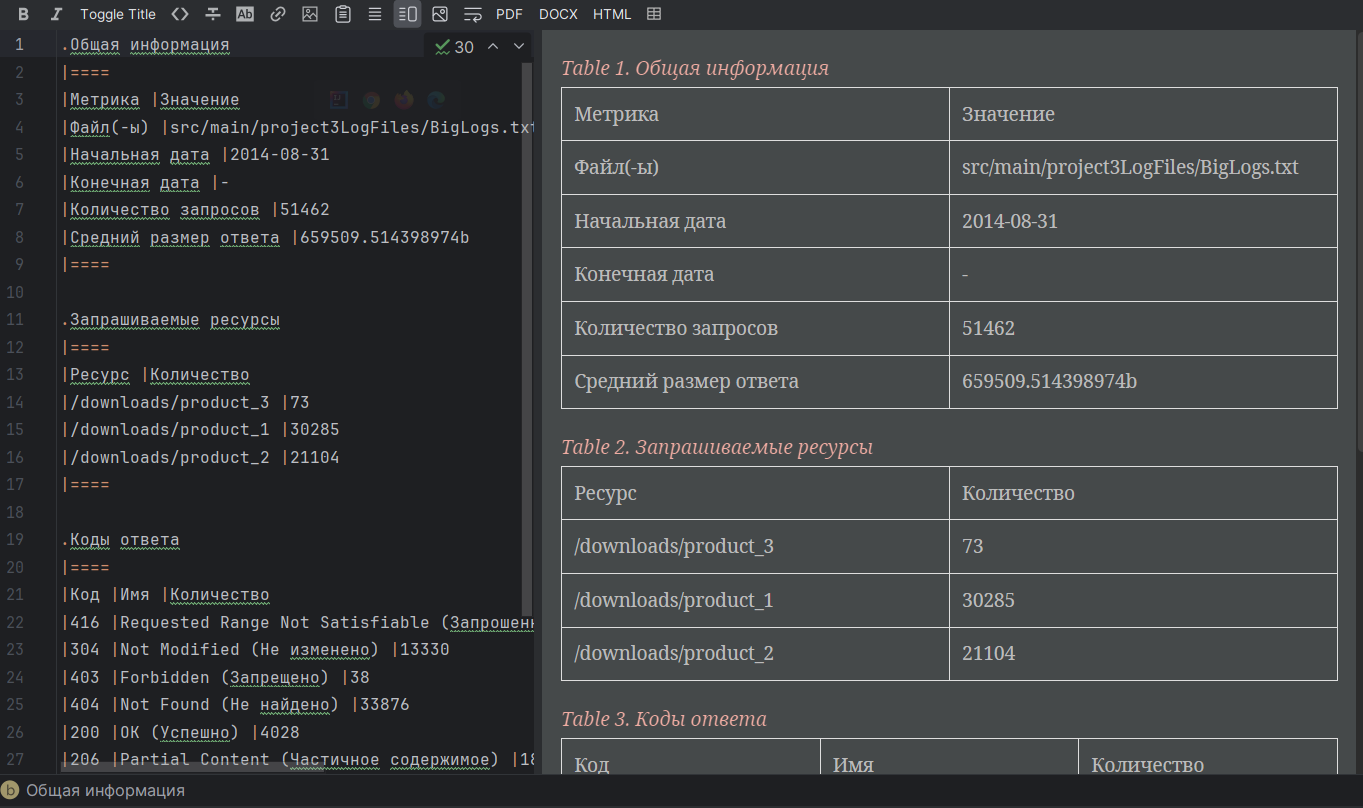 B I Toggle Title Ab PDF DOCX HTML
30
1 .Общая информация
2 |====
3 |Метрика |Значение
4 |Файл(-ы) |src/main/project3LogFiles/BigLogs.txt
5 |Начальная дата |2014-08-31
6 |Конечная дата |-
7 |Количество запросов |51462
8 |Средний размер ответа |659509.514398974b
9 |====
10
11 .Запрашиваемые ресурсы
12 |====
13 |Ресурс |Количество
14 |/downloads/product_3 |73
15 |/downloads/product_1 |30285
16 |/downloads/product_2 |21104
17 |====
18
19 .Коды ответа
20 |====
21 |Код |Имя |Количество
22 |416 |Requested Range Not Satisfiable (Запрошенн
23 |304 |Not Modified (Не изменено) |13330
24 |403 |Forbidden (Запрещено) |38
25 |404 |Not Found (Не найдено) |33876
26 |200 |OK (Успешно) |4028
27 |206 |Partial Content (Частичное содержимое) |18
Table 1. Общая информация
Метрика Значение
Файл(-ы) src/main/project3LogFiles/BigLogs.txt
Начальная дата 2014-08-31
Конечная дата -
Количество запросов 51462
Средний размер ответа 659509.514398974b
Table 2. Запрашиваемые ресурсы
Ресурс Количество
/downloads/product_3 73
/downloads/product_1 30285
/downloads/product_2 21104
Table 3. Коды ответа
Код Имя Количество
b Общая информация